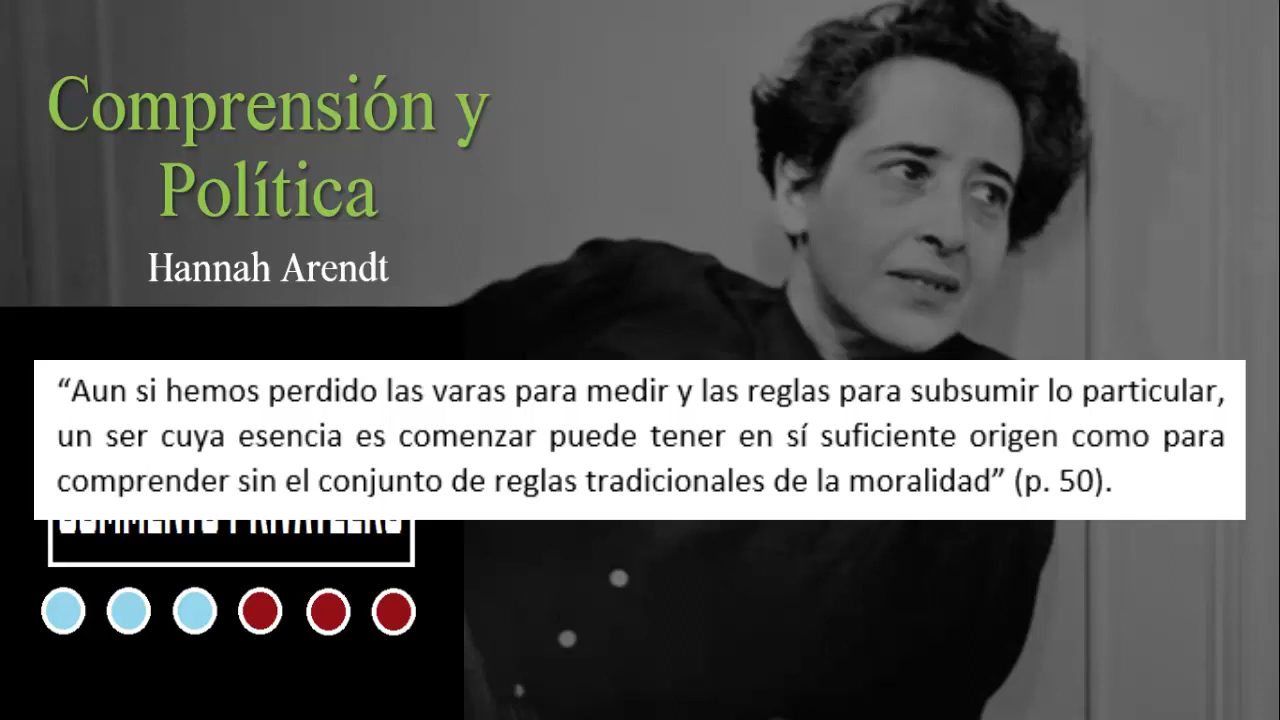 Comprensión y
Política
Hannah Arendt
“Aun si hemos perdido las varas para medir y las reglas para subsumir lo particular,
un ser cuya esencia es comenzar puede tener en sí suficiente origen como para
comprender sin el conjunto de reglas tradicionales de la moralidad” (p. 50).